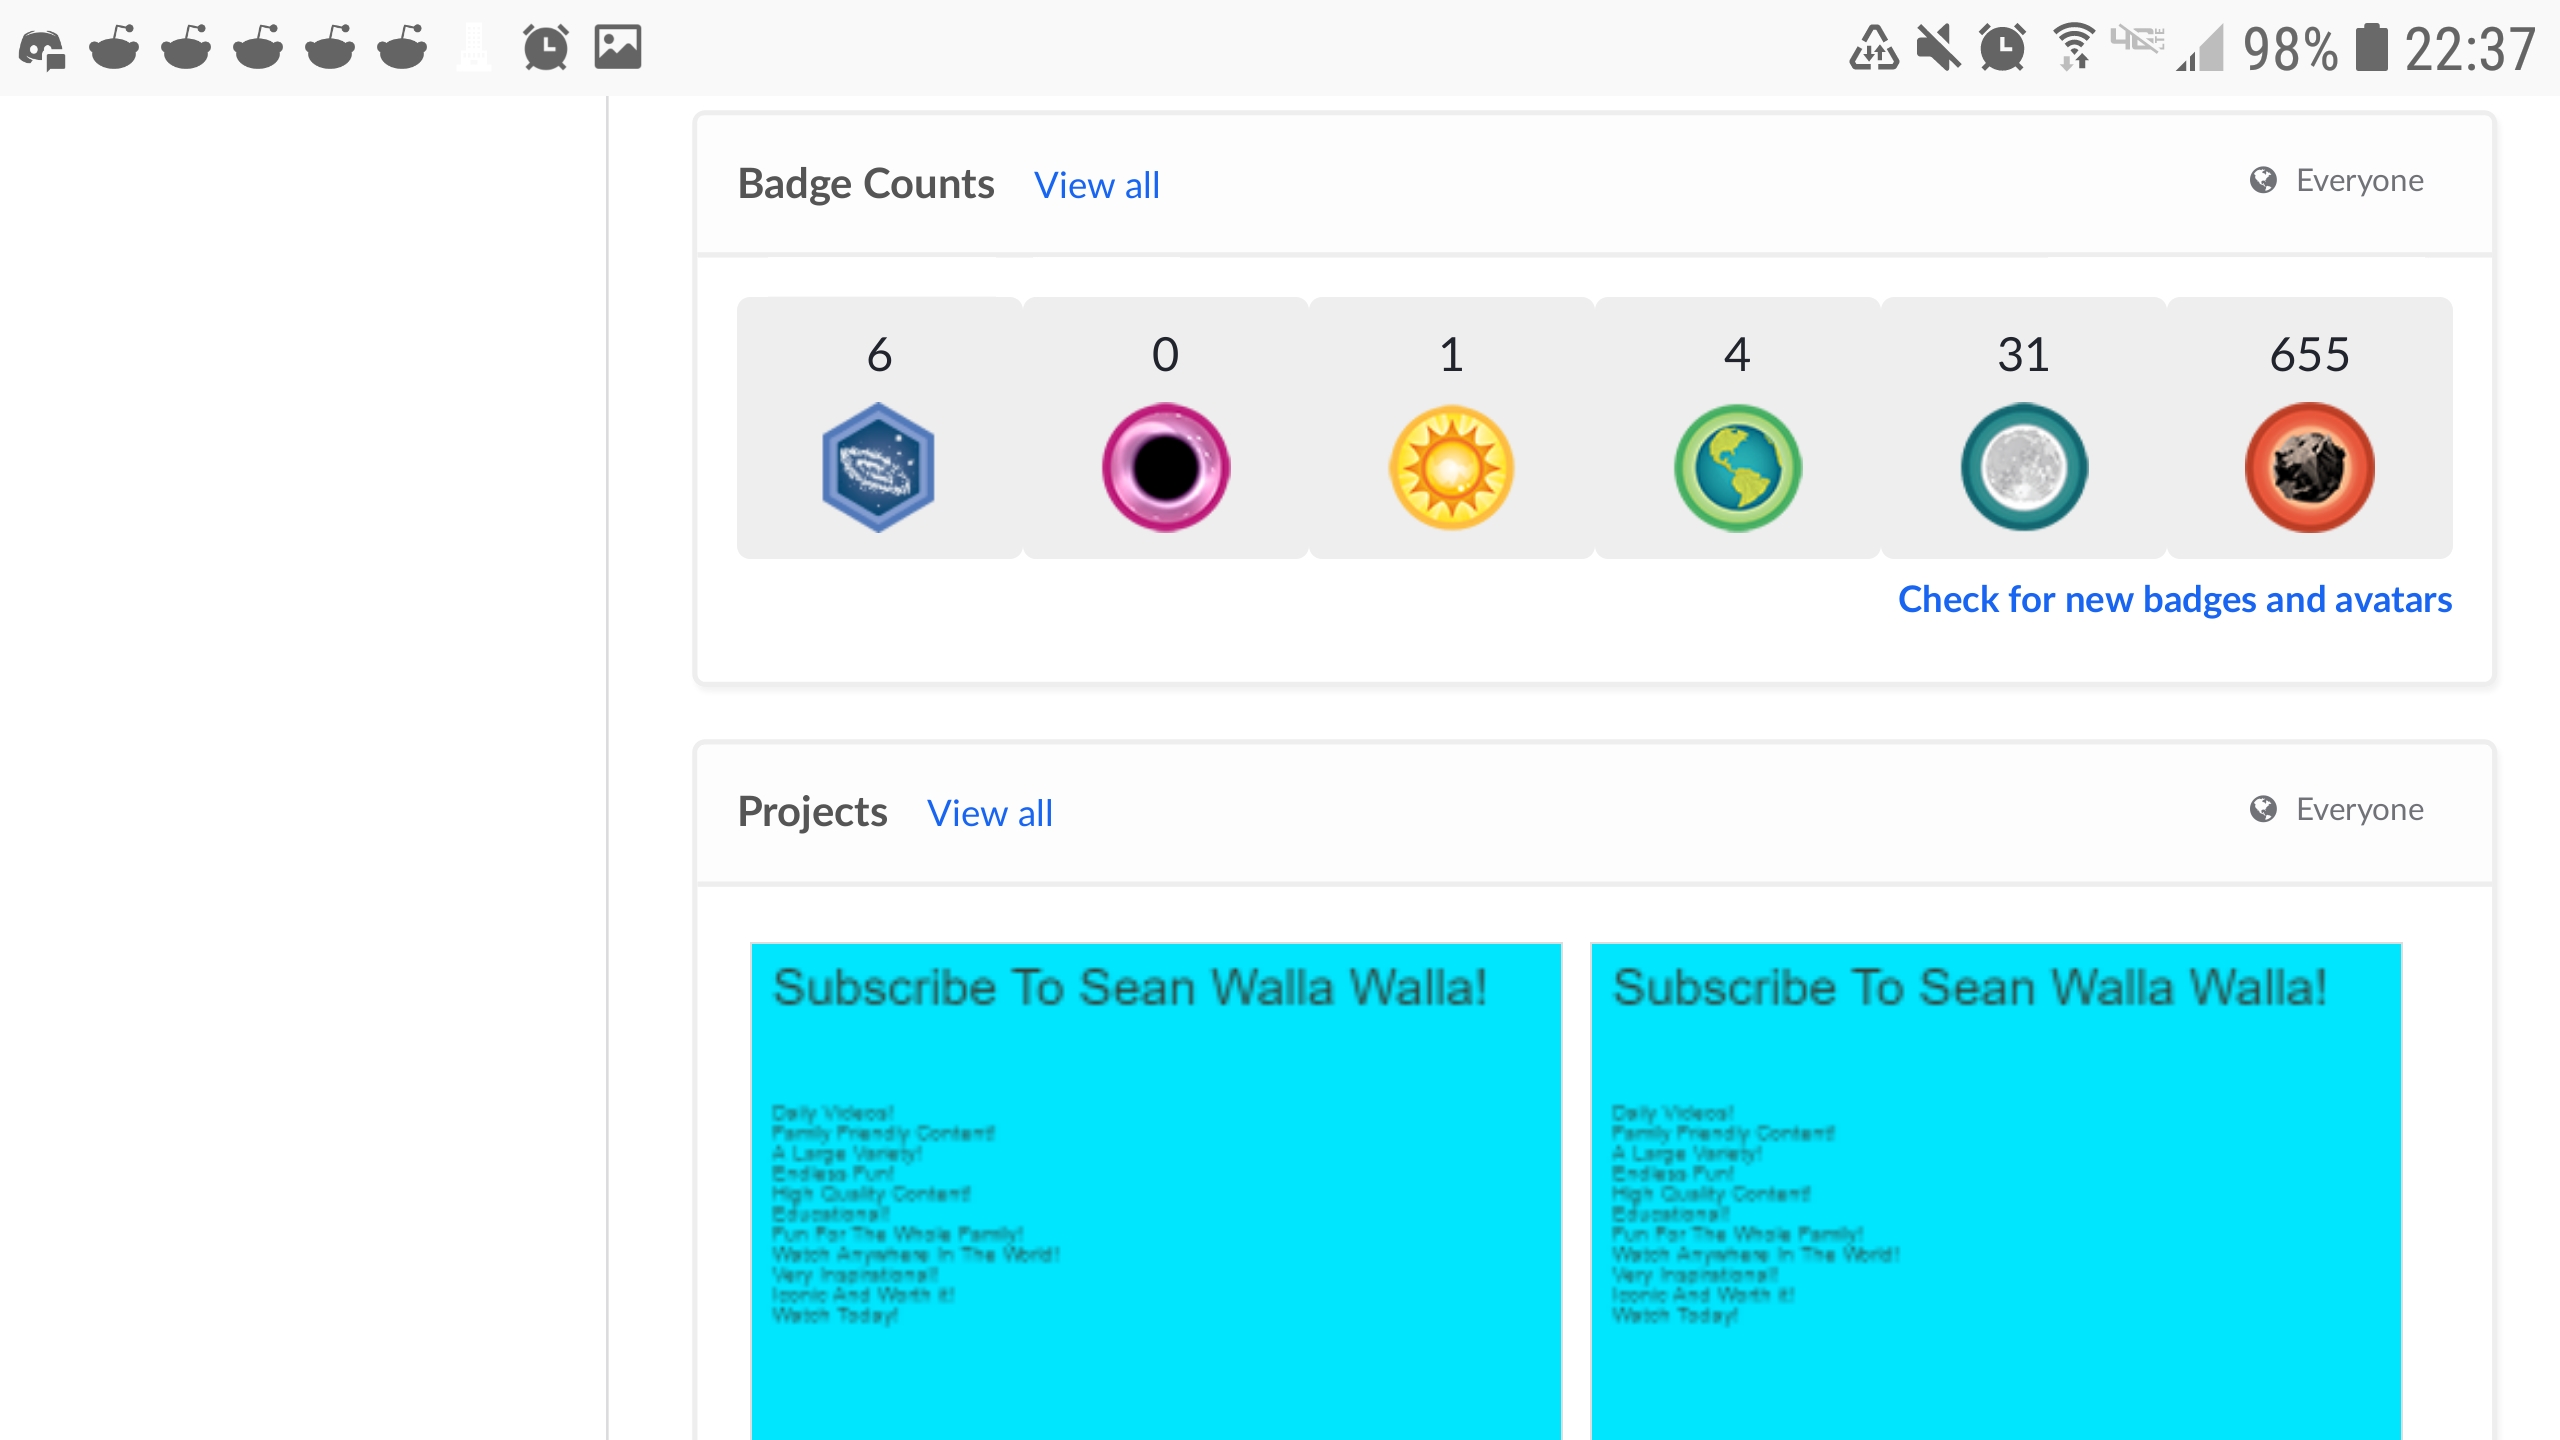 4G LTE 98% 22:37
Badge Counts View all Everyone
6 0 1 4 31 655
Check for new badges and avatars
Projects View all Everyone
Subscribe To Sean Walla Walla! Subscribe To Sean Walla Walla!
Daily Videos! Daily Videos!
Family Friendly Content! Family Friendly Content!
A Large Variety! A Large Variety!
Endless Fun! Endless Fun!
High Quality Content! High Quality Content!
Educational! Educational!
Fun For The Whole Family! Fun For The Whole Family!
Watch Anywhere In The World! Watch Anywhere In The World!
Very Inspirational! Very Inspirational!
Iconic And Worth it! Iconic And Worth it!
Watch Today! Watch Today!